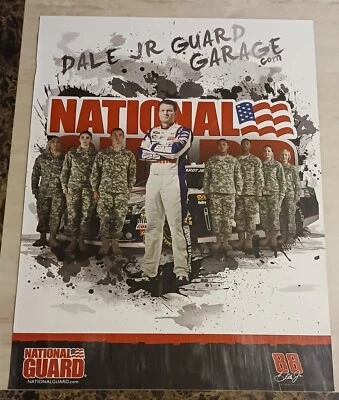 DALE JR GUARD
GARAGE
.com
NATIONAL
NATIONAL
GUARD
NATIONALGUARD.com
88